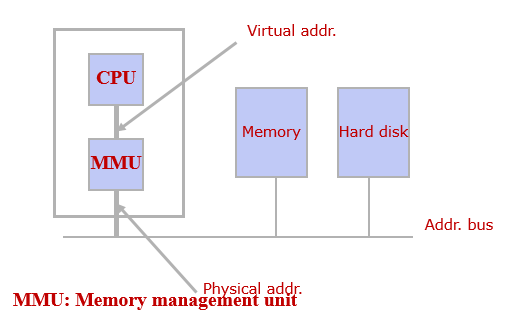 Virtual addr.
CPU
MMU
Memory
Hard disk
Addr. bus
Physical addr.
MMU: Memory management unit